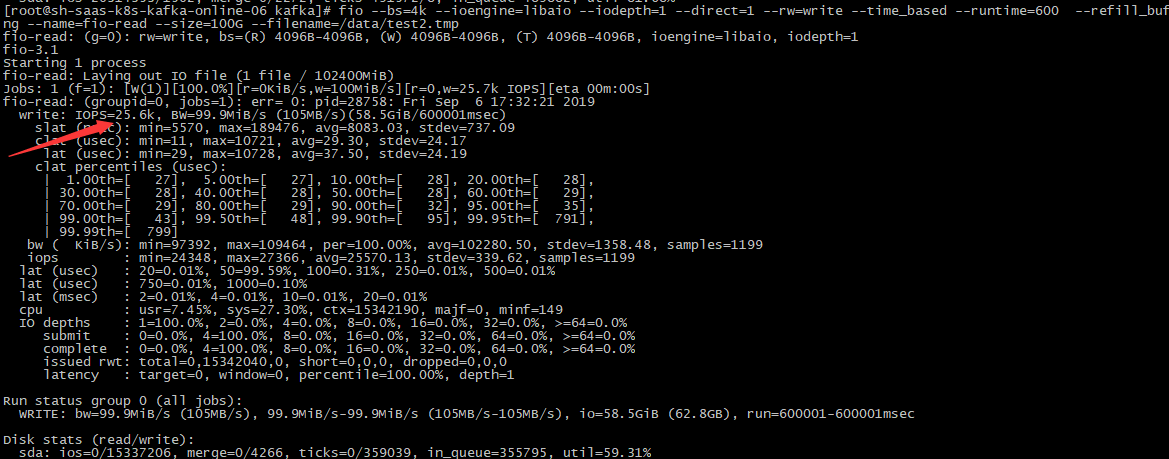 sda: ios=0/20314393/1302, merge=0/2272, ticks=0/491572/0, in_queue=489082, util=81.08%
[root@sh-saas-k8s-kafka-online-06 kafka]# fio --bs=4k --ioengine=libaio --iodepth=1 --direct=1 --rw=write --time_based --runtime=600  --refill_buf
ng --name=fio-read --size=100G --filename=/data/test2.tmp
fio-read: (g=0): rw=write, bs=(R) 4096B-4096B, (W) 4096B-4096B, (T) 4096B-4096B, ioengine=libaio, iodepth=1
fio-3.1
Starting 1 process
fio-read: Laying out IO file (1 file / 102400MiB)
Jobs: 1 (f=1): [W(1)][100.0%][r=0KiB/s,w=100MiB/s][r=0,w=25.7k IOPS][eta 00m:00s]
fio-read: (groupid=0, jobs=1): err= 0: pid=28758: Fri Sep  6 17:32:21 2019
write: IOPS=25.6k, BW=99.9MiB/s (105MB/s)(58.5GiB/600001msec)
slat (nsec): min=5570, max=189476, avg=8083.03, stdev=737.09
clat (usec): min=11, max=10721, avg=29.30, stdev=24.17
lat (usec): min=29, max=10728, avg=37.50, stdev=24.19
clat percentiles (usec):
|  1.00th=[   27],  5.00th=[   27], 10.00th=[   28], 20.00th=[   28],
| 30.00th=[   28], 40.00th=[   28], 50.00th=[   28], 60.00th=[   29],
| 70.00th=[   29], 80.00th=[   29], 90.00th=[   32], 95.00th=[   35],
| 99.00th=[   43], 99.50th=[   48], 99.90th=[   95], 99.95th=[  791],
| 99.99th=[  799]
bw (  KiB/s): min=97392, max=109464, per=100.00%, avg=102280.50, stdev=1358.48, samples=1199
iops        : min=24348, max=27366, avg=25570.13, stdev=339.62, samples=1199
lat (usec)   : 20=0.01%, 50=99.59%, 100=0.31%, 250=0.01%, 500=0.01%
lat (usec)   : 750=0.01%, 1000=0.10%
lat (msec)   : 2=0.01%, 4=0.01%, 10=0.01%, 20=0.01%
cpu          : usr=7.45%, sys=27.30%, ctx=15342190, majf=0, minf=149
IO depths    : 1=100.0%, 2=0.0%, 4=0.0%, 8=0.0%, 16=0.0%, 32=0.0%, >=64=0.0%
submit    : 0=0.0%, 4=100.0%, 8=0.0%, 16=0.0%, 32=0.0%, 64=0.0%, >=64=0.0%
complete  : 0=0.0%, 4=100.0%, 8=0.0%, 16=0.0%, 32=0.0%, 64=0.0%, >=64=0.0%
issued rwt: total=0,15342040,0, short=0,0,0, dropped=0,0,0
latency   : target=0, window=0, percentile=100.00%, depth=1
Run status group 0 (all jobs):
WRITE: bw=99.9MiB/s (105MB/s), 99.9MiB/s-99.9MiB/s (105MB/s-105MB/s), io=58.5GiB (62.8GB), run=600001-600001msec
Disk stats (read/write):
sda: ios=0/15337206, merge=0/4266, ticks=0/359039, in_queue=355795, util=59.31%